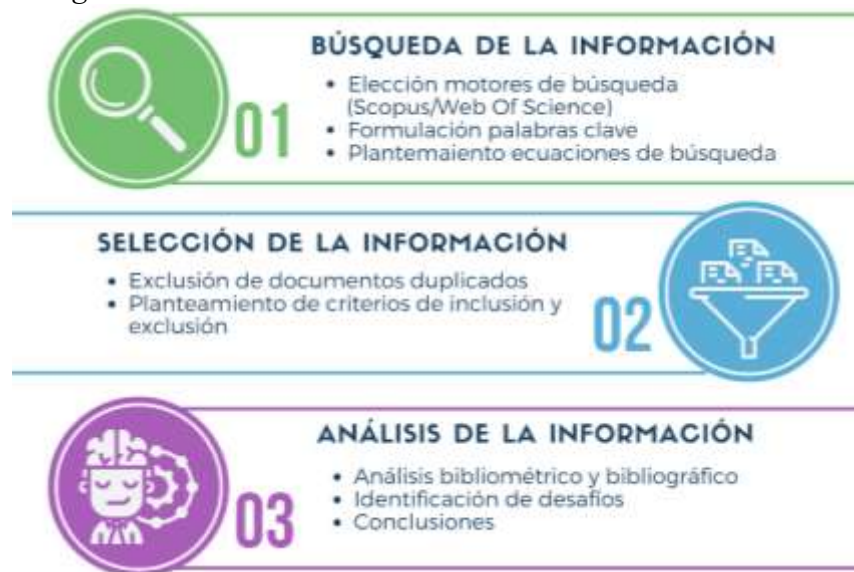 BÚSQUEDA DE LA INFORMACIÓN
• Elección motores de búsqueda
(Scopus/Web Of Science)
• Formulación palabras clave
• Plantemaiento ecuaciones de búsqueda
01
SELECCIÓN DE LA INFORMACIÓN
• Exclusión de documentos duplicados
• Planteamiento de criterios de inclusión y
exclusión
02
ANÁLISIS DE LA INFORMACIÓN
• Análisis bibliométrico y bibliográfico
• Identificación de desafíos
• Conclusiones
03